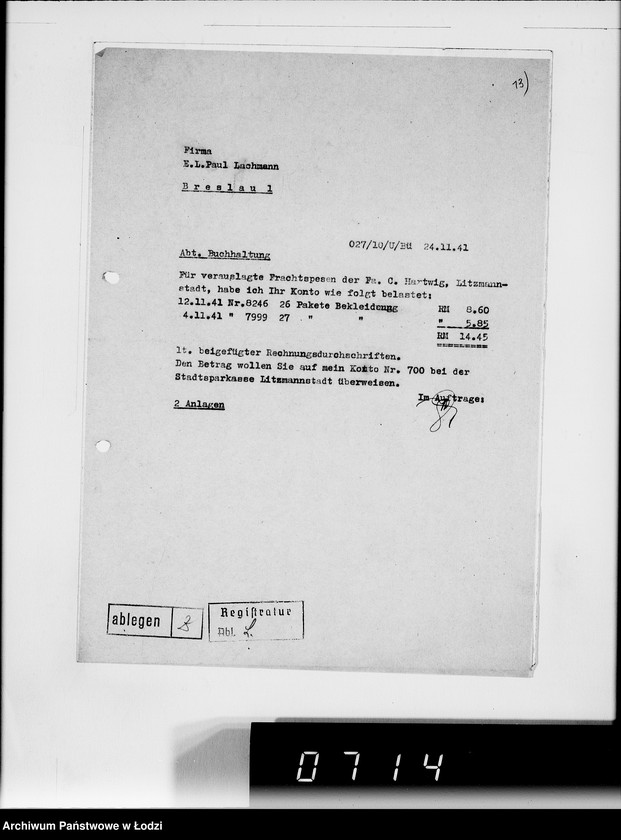 13)
Firma
E.L.Paul Lachmann
Breslau 1
027/10/U/Bü 24.11.41
Abt. Buchhaltung
Für verauslagte Frachtspesen der Fa. C. Hartwig, Litzmann-
stadt, habe ich Ihr Konto wie folgt belastet:
12.11.41 Nr.8246 26 Pakete Bekleidung RM 8.60
4.11.41 " 7999 27 " " " 5.85
RM 14.45
lt. beigefügter Rechnungsdurchschriften.
Den Betrag wollen Sie auf mein Konto Nr. 700 bei der
Stadtsparkasse Litzmannstadt überweisen.
Im Auftrage:
2 Anlagen
ablegen
Registratur
Abl.
0714
Archiwum Państwowe w Łodzi